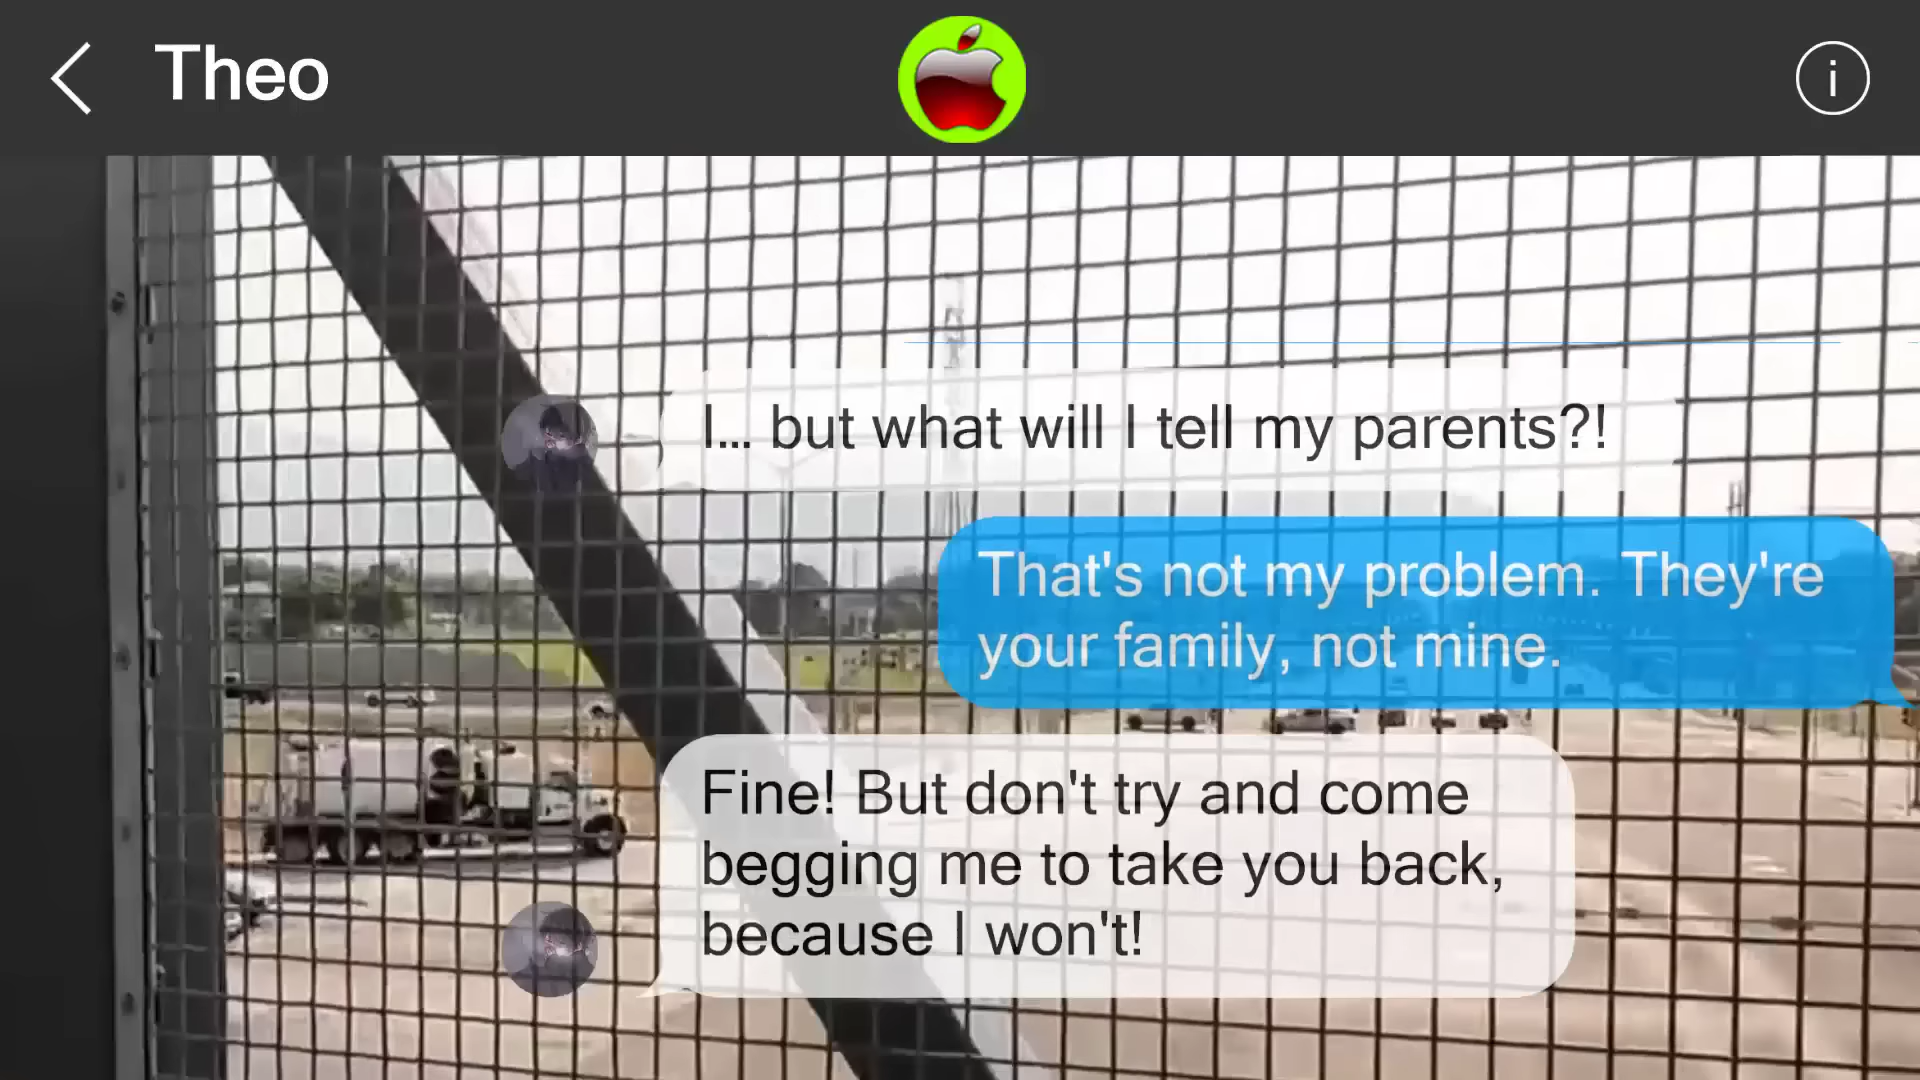 Theo
i
I... but what will I tell my parents?!
That's not my problem. They're
your family, not mine.
Fine! But don't try and come
begging me to take you back,
because I won't!